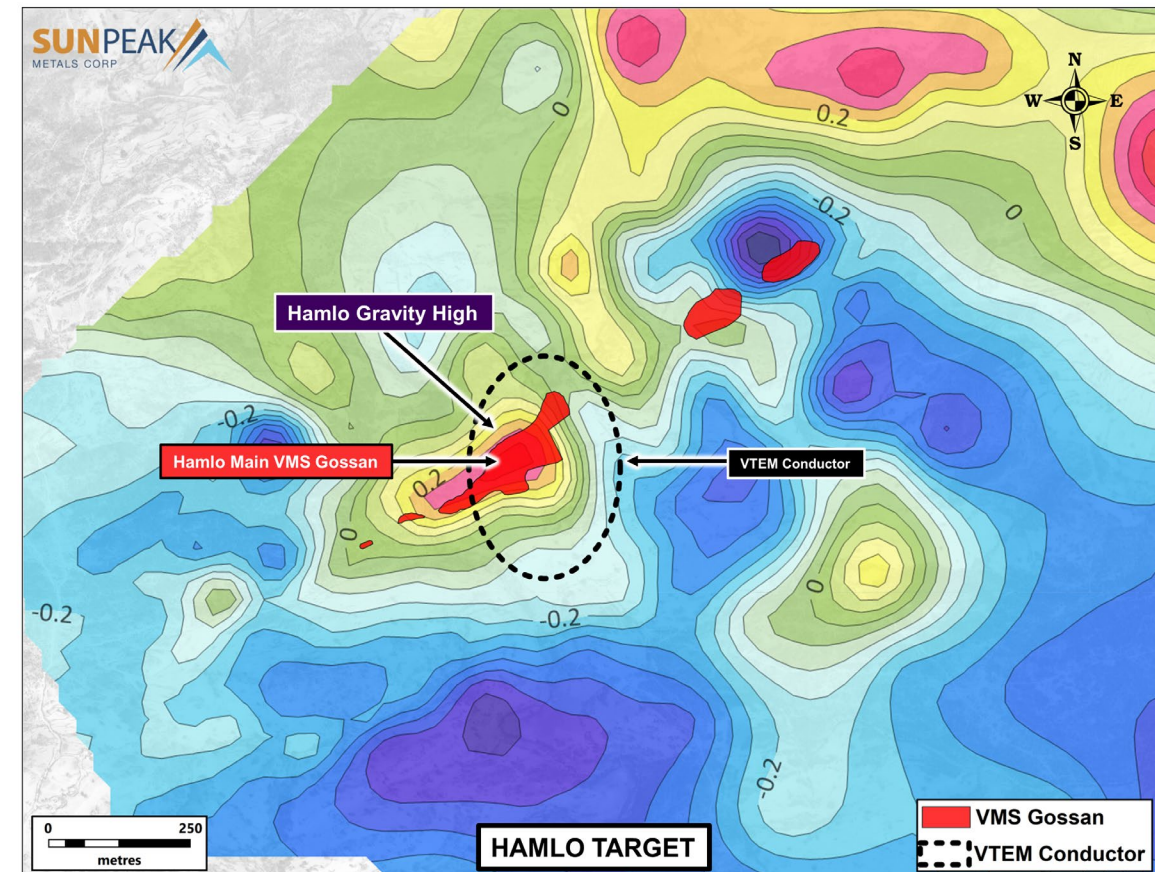 SUNPEAK
METALS CORP
N
W E
S
0
0.2
-0.2
0
Hamlo Gravity High
-0.2
Hamlo Main VMS Gossan
VTEM Conductor
0.2
0
0
-0.2
-0.2
-0.2
0 250
metres
HAMLO TARGET
VMS Gossan
VTEM Conductor